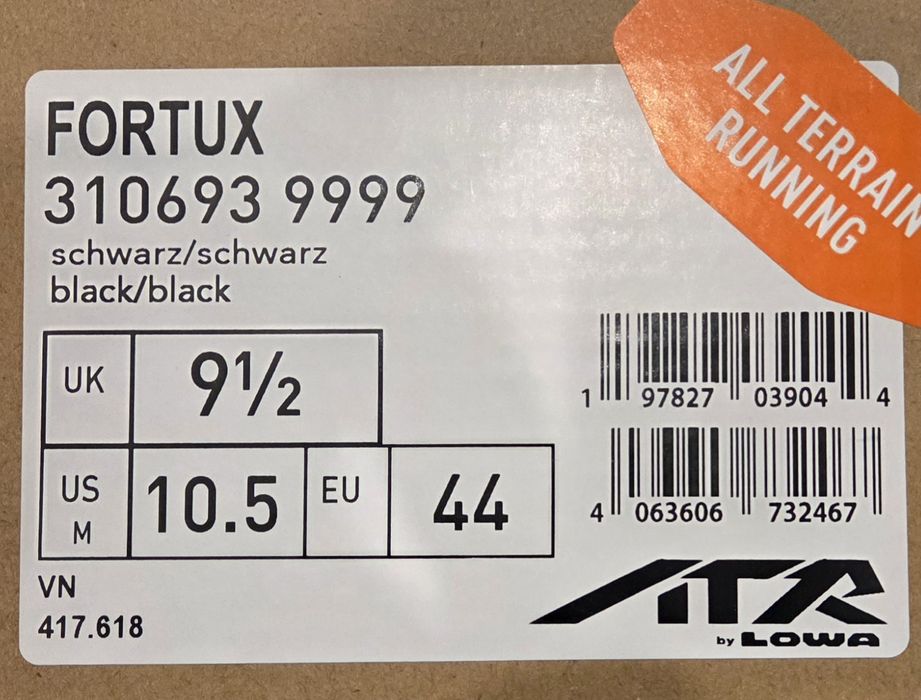 FORTUX
310693 9999
schwarz/schwarz
black/black
ALL TERRAIN
RUNNING
UK 9½
US M 10.5 EU 44
1 97827 03904 4
4 063606 732467
VN
417.618
ATR
by LOWA